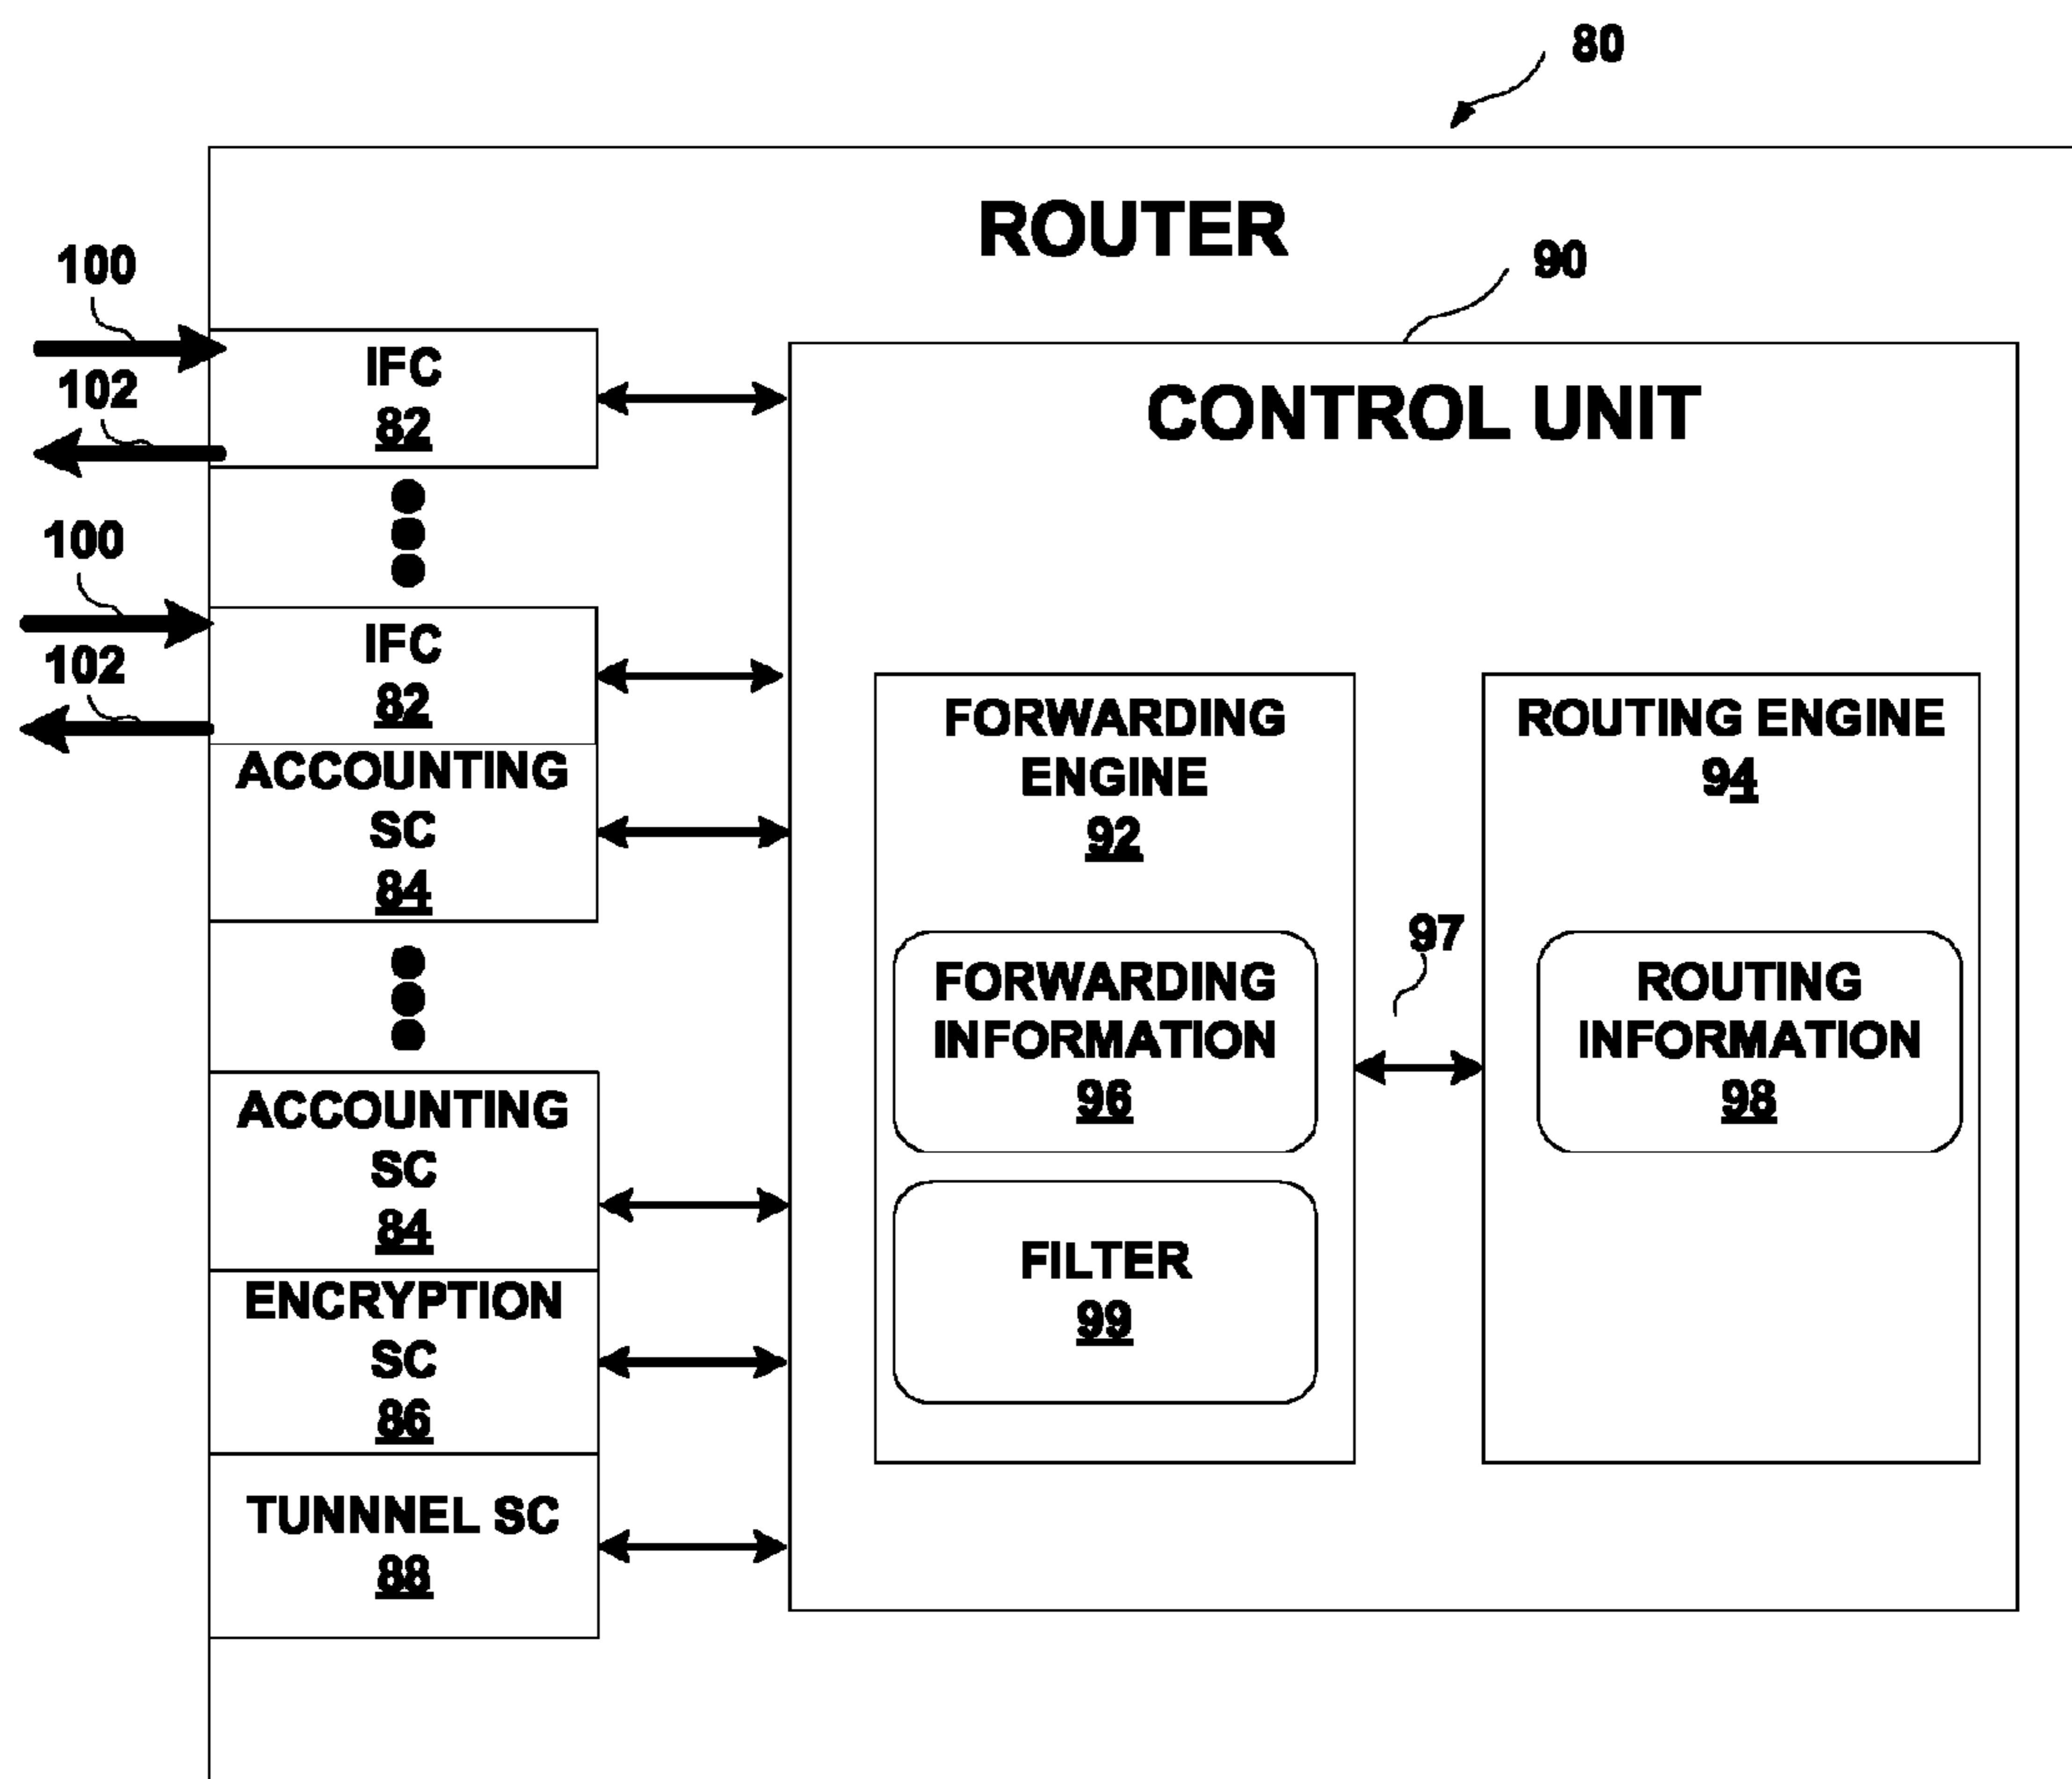 80
ROUTER
90
100
102
IFC
82
100
102
IFC
82
ACCOUNTING
SC
84
ACCOUNTING
SC
84
ENCRYPTION
SC
86
TUNNNEL SC
88
CONTROL UNIT
FORWARDING
ENGINE
92
FORWARDING
INFORMATION
96
FILTER
99
97
ROUTING ENGINE
94
ROUTING
INFORMATION
98